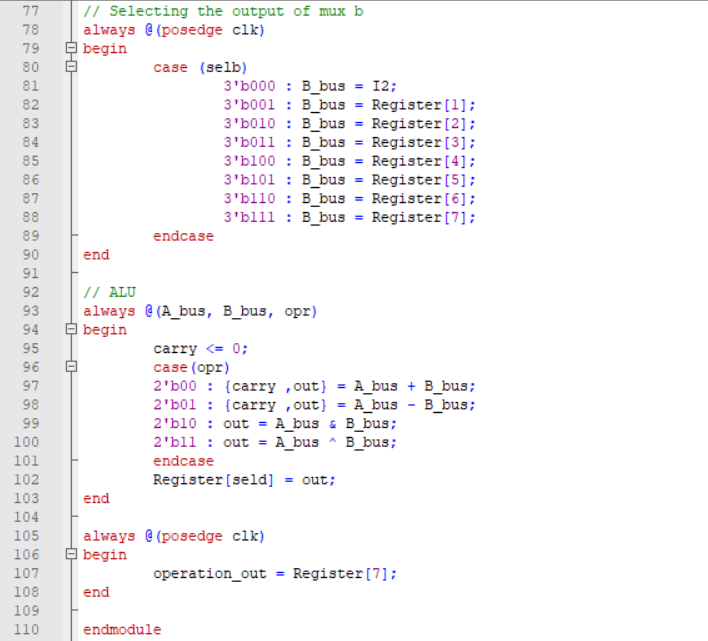 77 // Selecting the output of mux b
78 always @(posedge clk)
79 begin
80 case (selb)
81 3'b000 : B_bus = I2;
82 3'b001 : B_bus = Register[1];
83 3'b010 : B_bus = Register[2];
84 3'b011 : B_bus = Register[3];
85 3'b100 : B_bus = Register[4];
86 3'b101 : B_bus = Register[5];
87 3'b110 : B_bus = Register[6];
88 3'b111 : B_bus = Register[7];
89 endcase
90 end
91
92 // ALU
93 always @(A_bus, B_bus, opr)
94 begin
95 carry <= 0;
96 case(opr)
97 2'b00 : {carry ,out} = A_bus + B_bus;
98 2'b01 : {carry ,out} = A_bus - B_bus;
99 2'b10 : out = A_bus & B_bus;
100 2'b11 : out = A_bus ^ B_bus;
101 endcase
102 Register[seld] = out;
103 end
104
105 always @(posedge clk)
106 begin
107 operation_out = Register[7];
108 end
109
110 endmodule